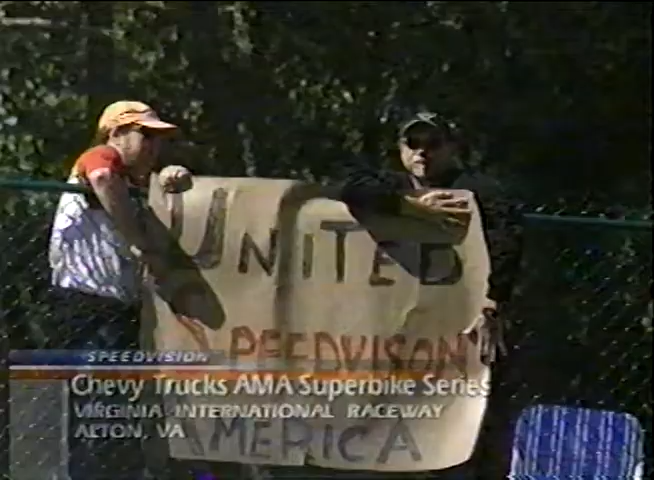 UNITED
SPEEDVISON
SPEEDVISION
Chevy Trucks AMA Superbike Series
VIRGINIA INTERNATIONAL RACEWAY
ALTON, VA
AMERICA